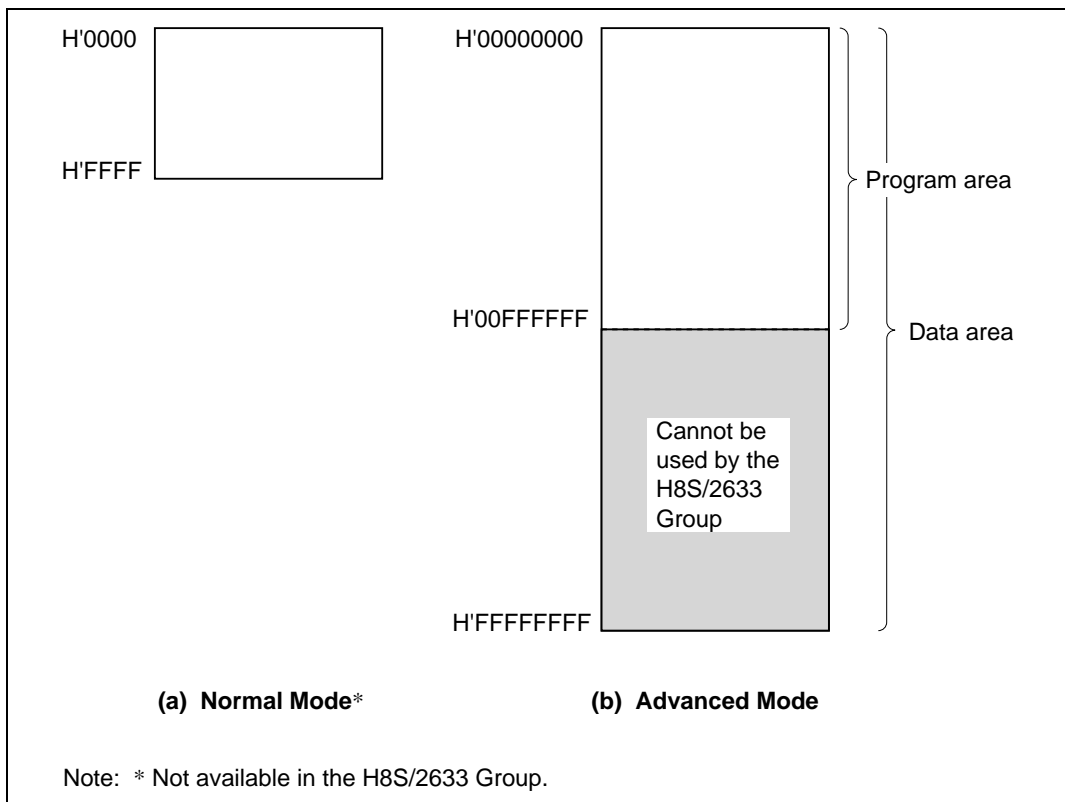 H'0000
H'FFFF
H'00000000
H'00FFFFFF
H'FFFFFFFF
Program area
Data area
Cannot be
used by the
H8S/2633
Group
(a) Normal Mode*
(b) Advanced Mode
Note: * Not available in the H8S/2633 Group.